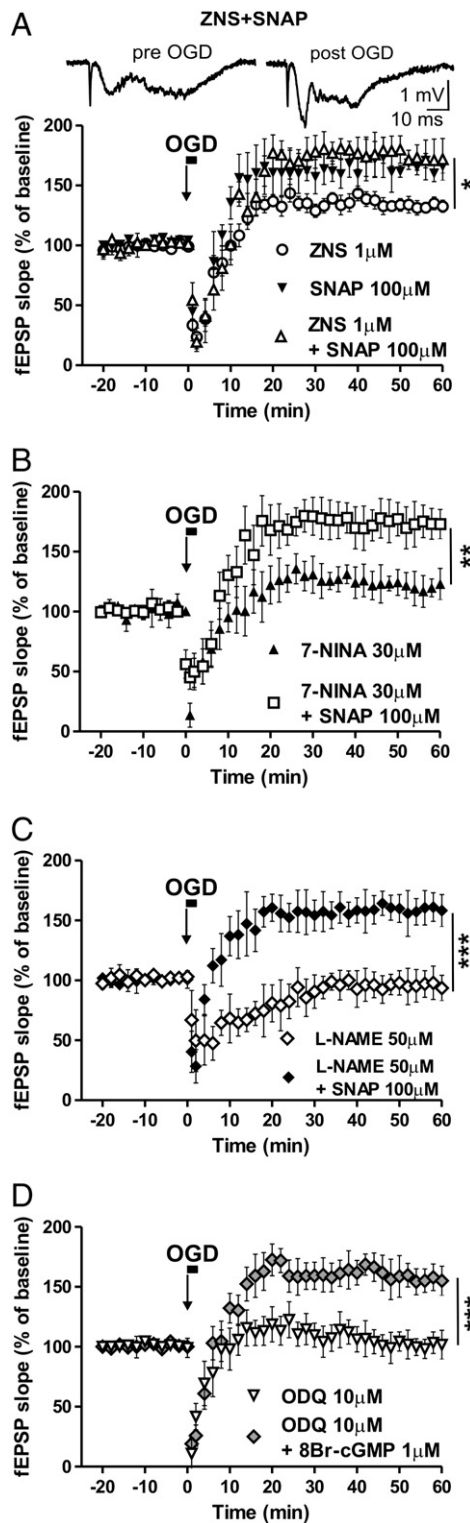 A
ZNS+SNAP
pre OGD
post OGD
1 mV
10 ms
fEPSP slope (% of baseline)
200
150
100
50
0
OGD
*
ZNS 1μM
SNAP 100μM
ZNS 1μM
+ SNAP 100μM
-20 -10 0 10 20 30 40 50 60
Time (min)
B
fEPSP slope (% of baseline)
200
150
100
50
0
OGD
**
7-NINA 30μM
7-NINA 30μM
+ SNAP 100μM
-20 -10 0 10 20 30 40 50 60
Time (min)
C
fEPSP slope (% of baseline)
200
150
100
50
0
OGD
***
L-NAME 50μM
L-NAME 50μM
+ SNAP 100μM
-20 -10 0 10 20 30 40 50 60
Time (min)
D
fEPSP slope (% of baseline)
200
150
100
50
0
OGD
***
ODQ 10μM
ODQ 10μM
+ 8Br-cGMP 1μM
-20 -10 0 10 20 30 40 50 60
Time (min)